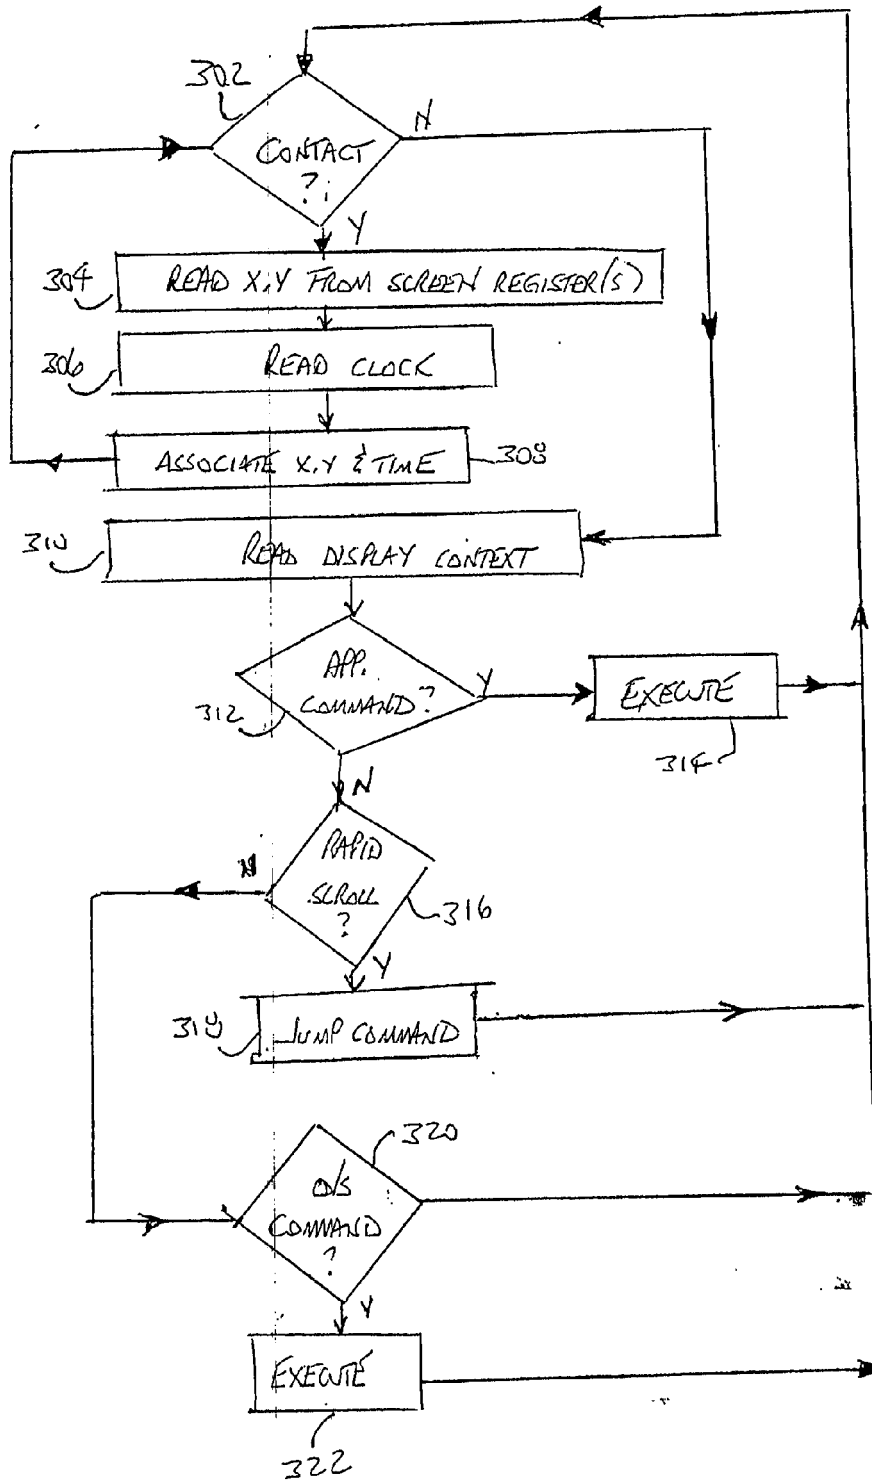 302
N
CONTACT
?
Y
304
READ X,Y FROM SCREEN REGISTER(S)
306
READ CLOCK
ASSOCIATE X,Y & TIME
308
310
READ DISPLAY CONTEXT
APP.
COMMAND?
Y
312
EXECUTE
314
N
RAPID
SCROLL
?
N
316
Y
318
JUMP COMMAND
320
O/S
COMMAND
?
Y
EXECUTE
322